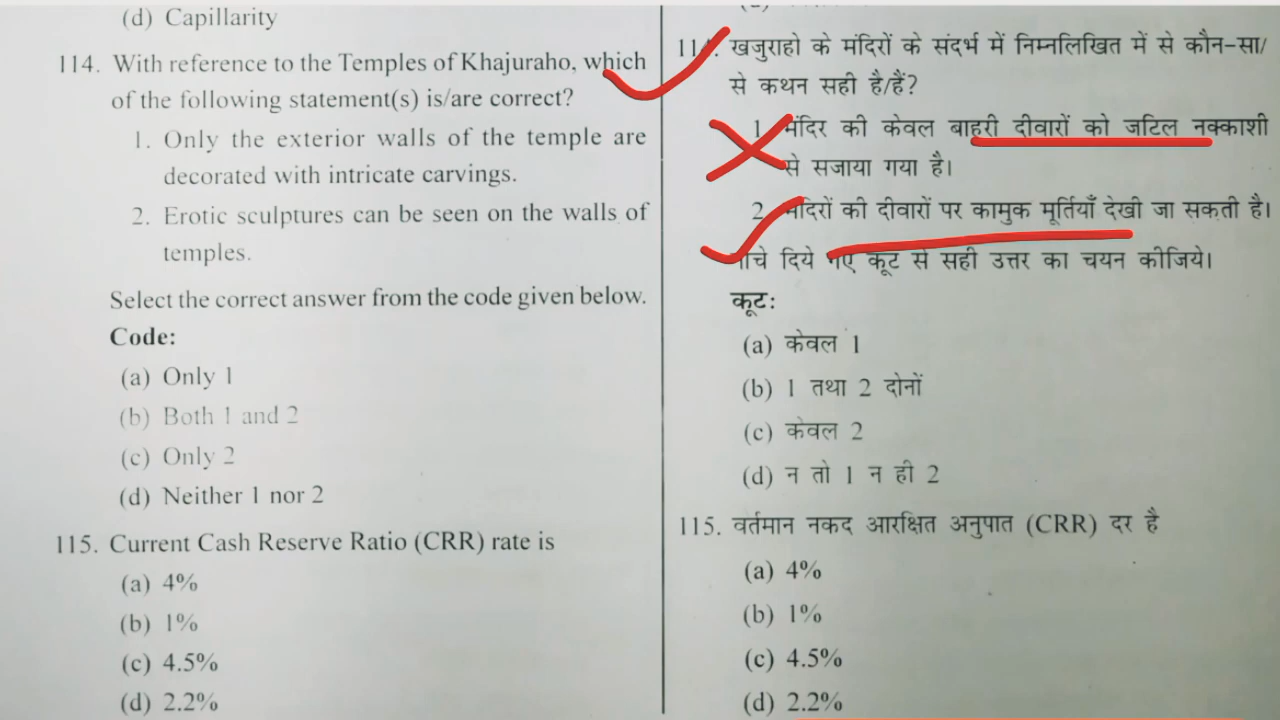 (d) Capillarity
114. With reference to the Temples of Khajuraho, which
of the following statement(s) is/are correct?
1. Only the exterior walls of the temple are
decorated with intricate carvings.
2. Erotic sculptures can be seen on the walls of
temples.
Select the correct answer from the code given below.
Code:
(a) Only 1
(b) Both 1 and 2
(c) Only 2
(d) Neither 1 nor 2
115. Current Cash Reserve Ratio (CRR) rate is
(a) 4%
(b) 1%
(c) 4.5%
(d) 2.2%
114. खजुराहो के मंदिरों के संदर्भ में निम्नलिखित में से कौन-सा/
से कथन सही है/हैं?
1. मंदिर की केवल बाहरी दीवारों को जटिल नक्काशी
से सजाया गया है।
2. मंदिरों की दीवारों पर कामुक मूर्तियाँ देखी जा सकती है।
नीचे दिये गए कूट से सही उत्तर का चयन कीजिये।
कूटः
(a) केवल 1
(b) 1 तथा 2 दोनों
(c) केवल 2
(d) न तो 1 न ही 2
115. वर्तमान नकद आरक्षित अनुपात (CRR) दर है
(a) 4%
(b) 1%
(c) 4.5%
(d) 2.2%